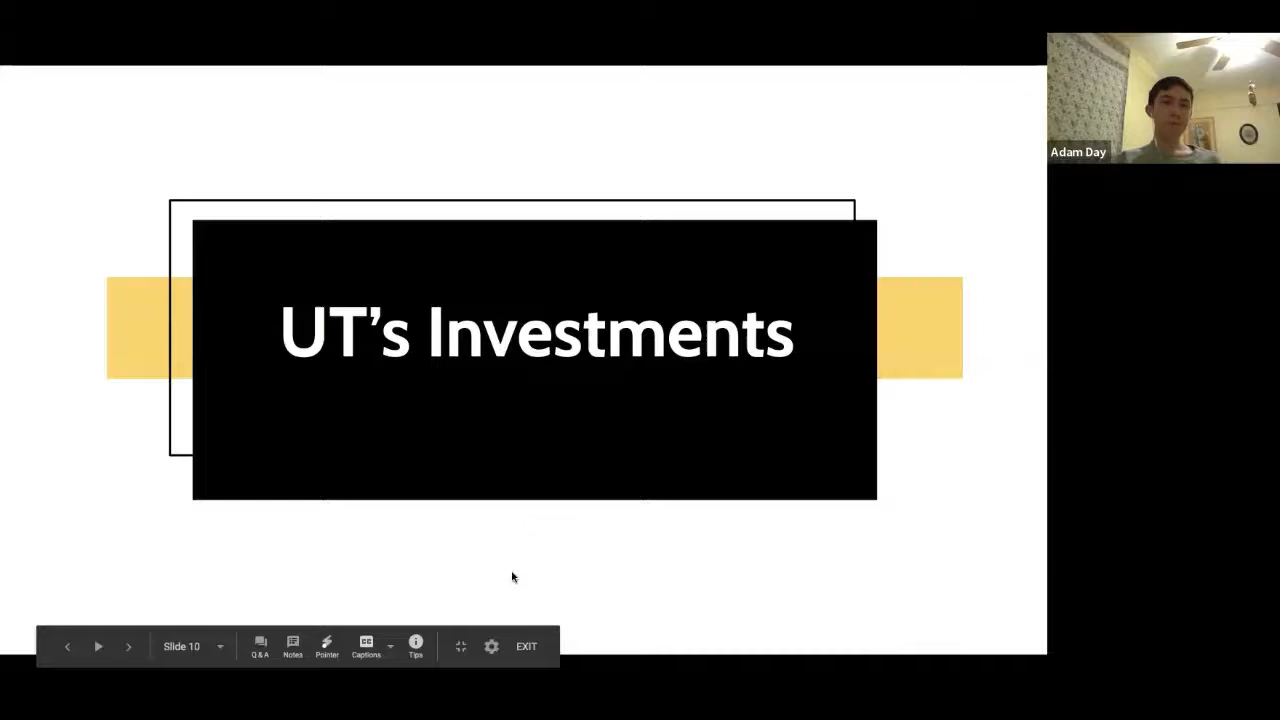 Adam Day
UT’s Investments
Slide 10
Q & A
Notes
Pointer
Captions
Tips
EXIT